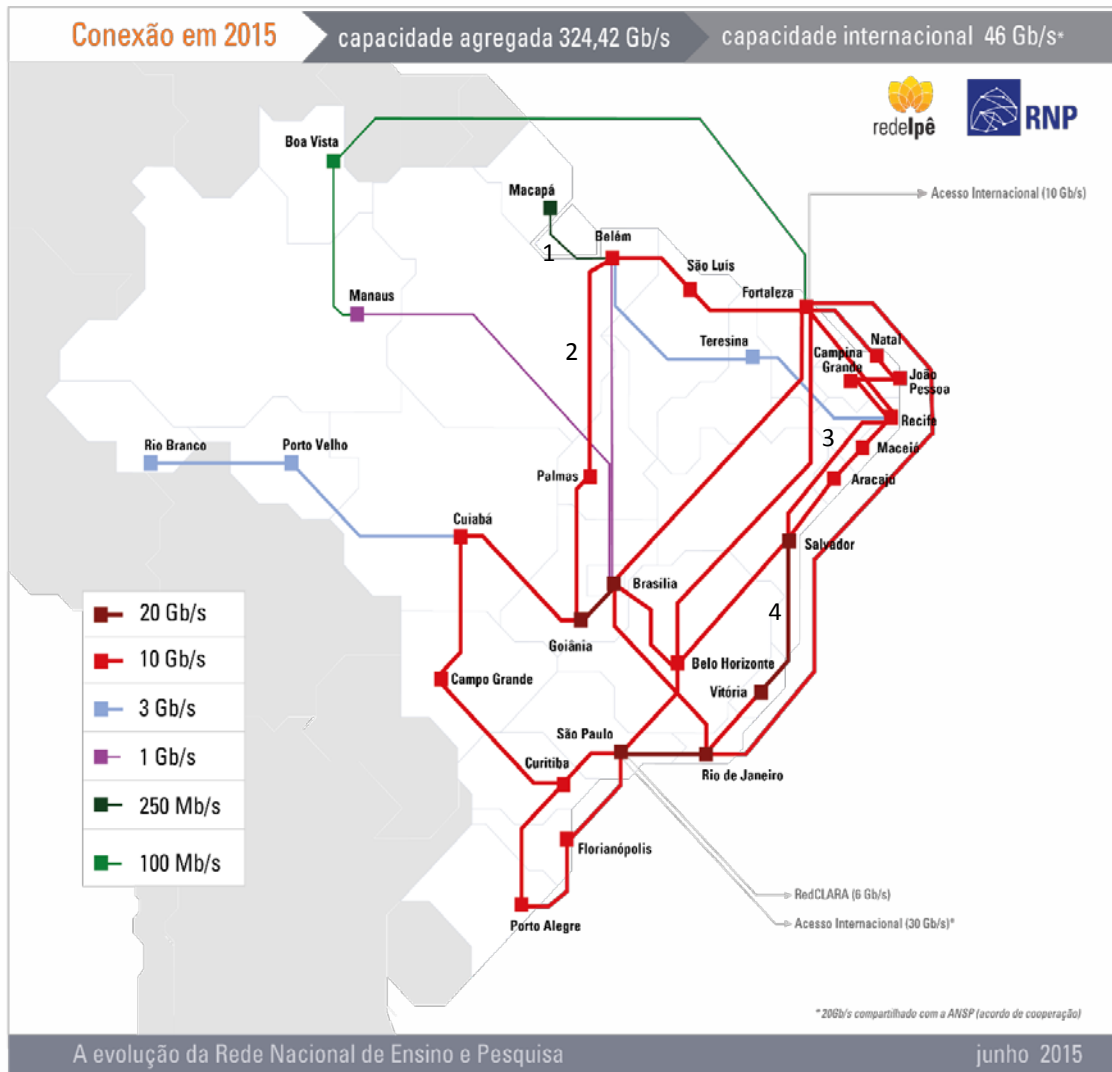 Conexão em 2015
capacidade agregada 324,42 Gb/s
capacidade internacional 46 Gb/s*
redeIpê
RNP
Boa Vista
Macapá
Acesso Internacional (10 Gb/s)
1
Belém
São Luís
Manaus
Fortaleza
2
Teresina
Natal
Campina
Grande
João
Pessoa
Recife
3
Rio Branco
Porto Velho
Maceió
Palmas
Aracajú
Cuiabá
Salvador
Brasília
20 Gb/s
4
Goiânia
10 Gb/s
Belo Horizonte
Campo Grande
Vitória
3 Gb/s
São Paulo
1 Gb/s
Curitiba
Rio de Janeiro
250 Mb/s
Florianópolis
100 Mb/s
RedCLARA (6 Gb/s)
Porto Alegre
Acesso Internacional (30 Gb/s)*
* 20Gb/s compartilhado com a ANSP (acordo de cooperação)
A evolução da Rede Nacional de Ensino e Pesquisa
junho 2015